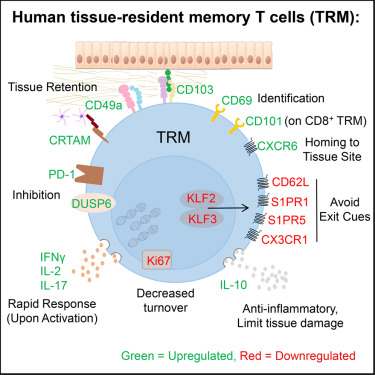 Human tissue-resident memory T cells (TRM):
Tissue Retention
CD49a
CD103
CD69
Identification
CD101 (on CD8⁺ TRM)
CRTAM
TRM
CXCR6
Homing to
Tissue Site
PD-1
Inhibition
DUSP6
KLF2
KLF3
CD62L
S1PR1
S1PR5
CX3CR1
Avoid
Exit Cues
IFNγ
IL-2
IL-17
Ki67
IL-10
Rapid Response
(Upon Activation)
Decreased
turnover
Anti-inflammatory,
Limit tissue damage
Green = Upregulated, Red = Downregulated